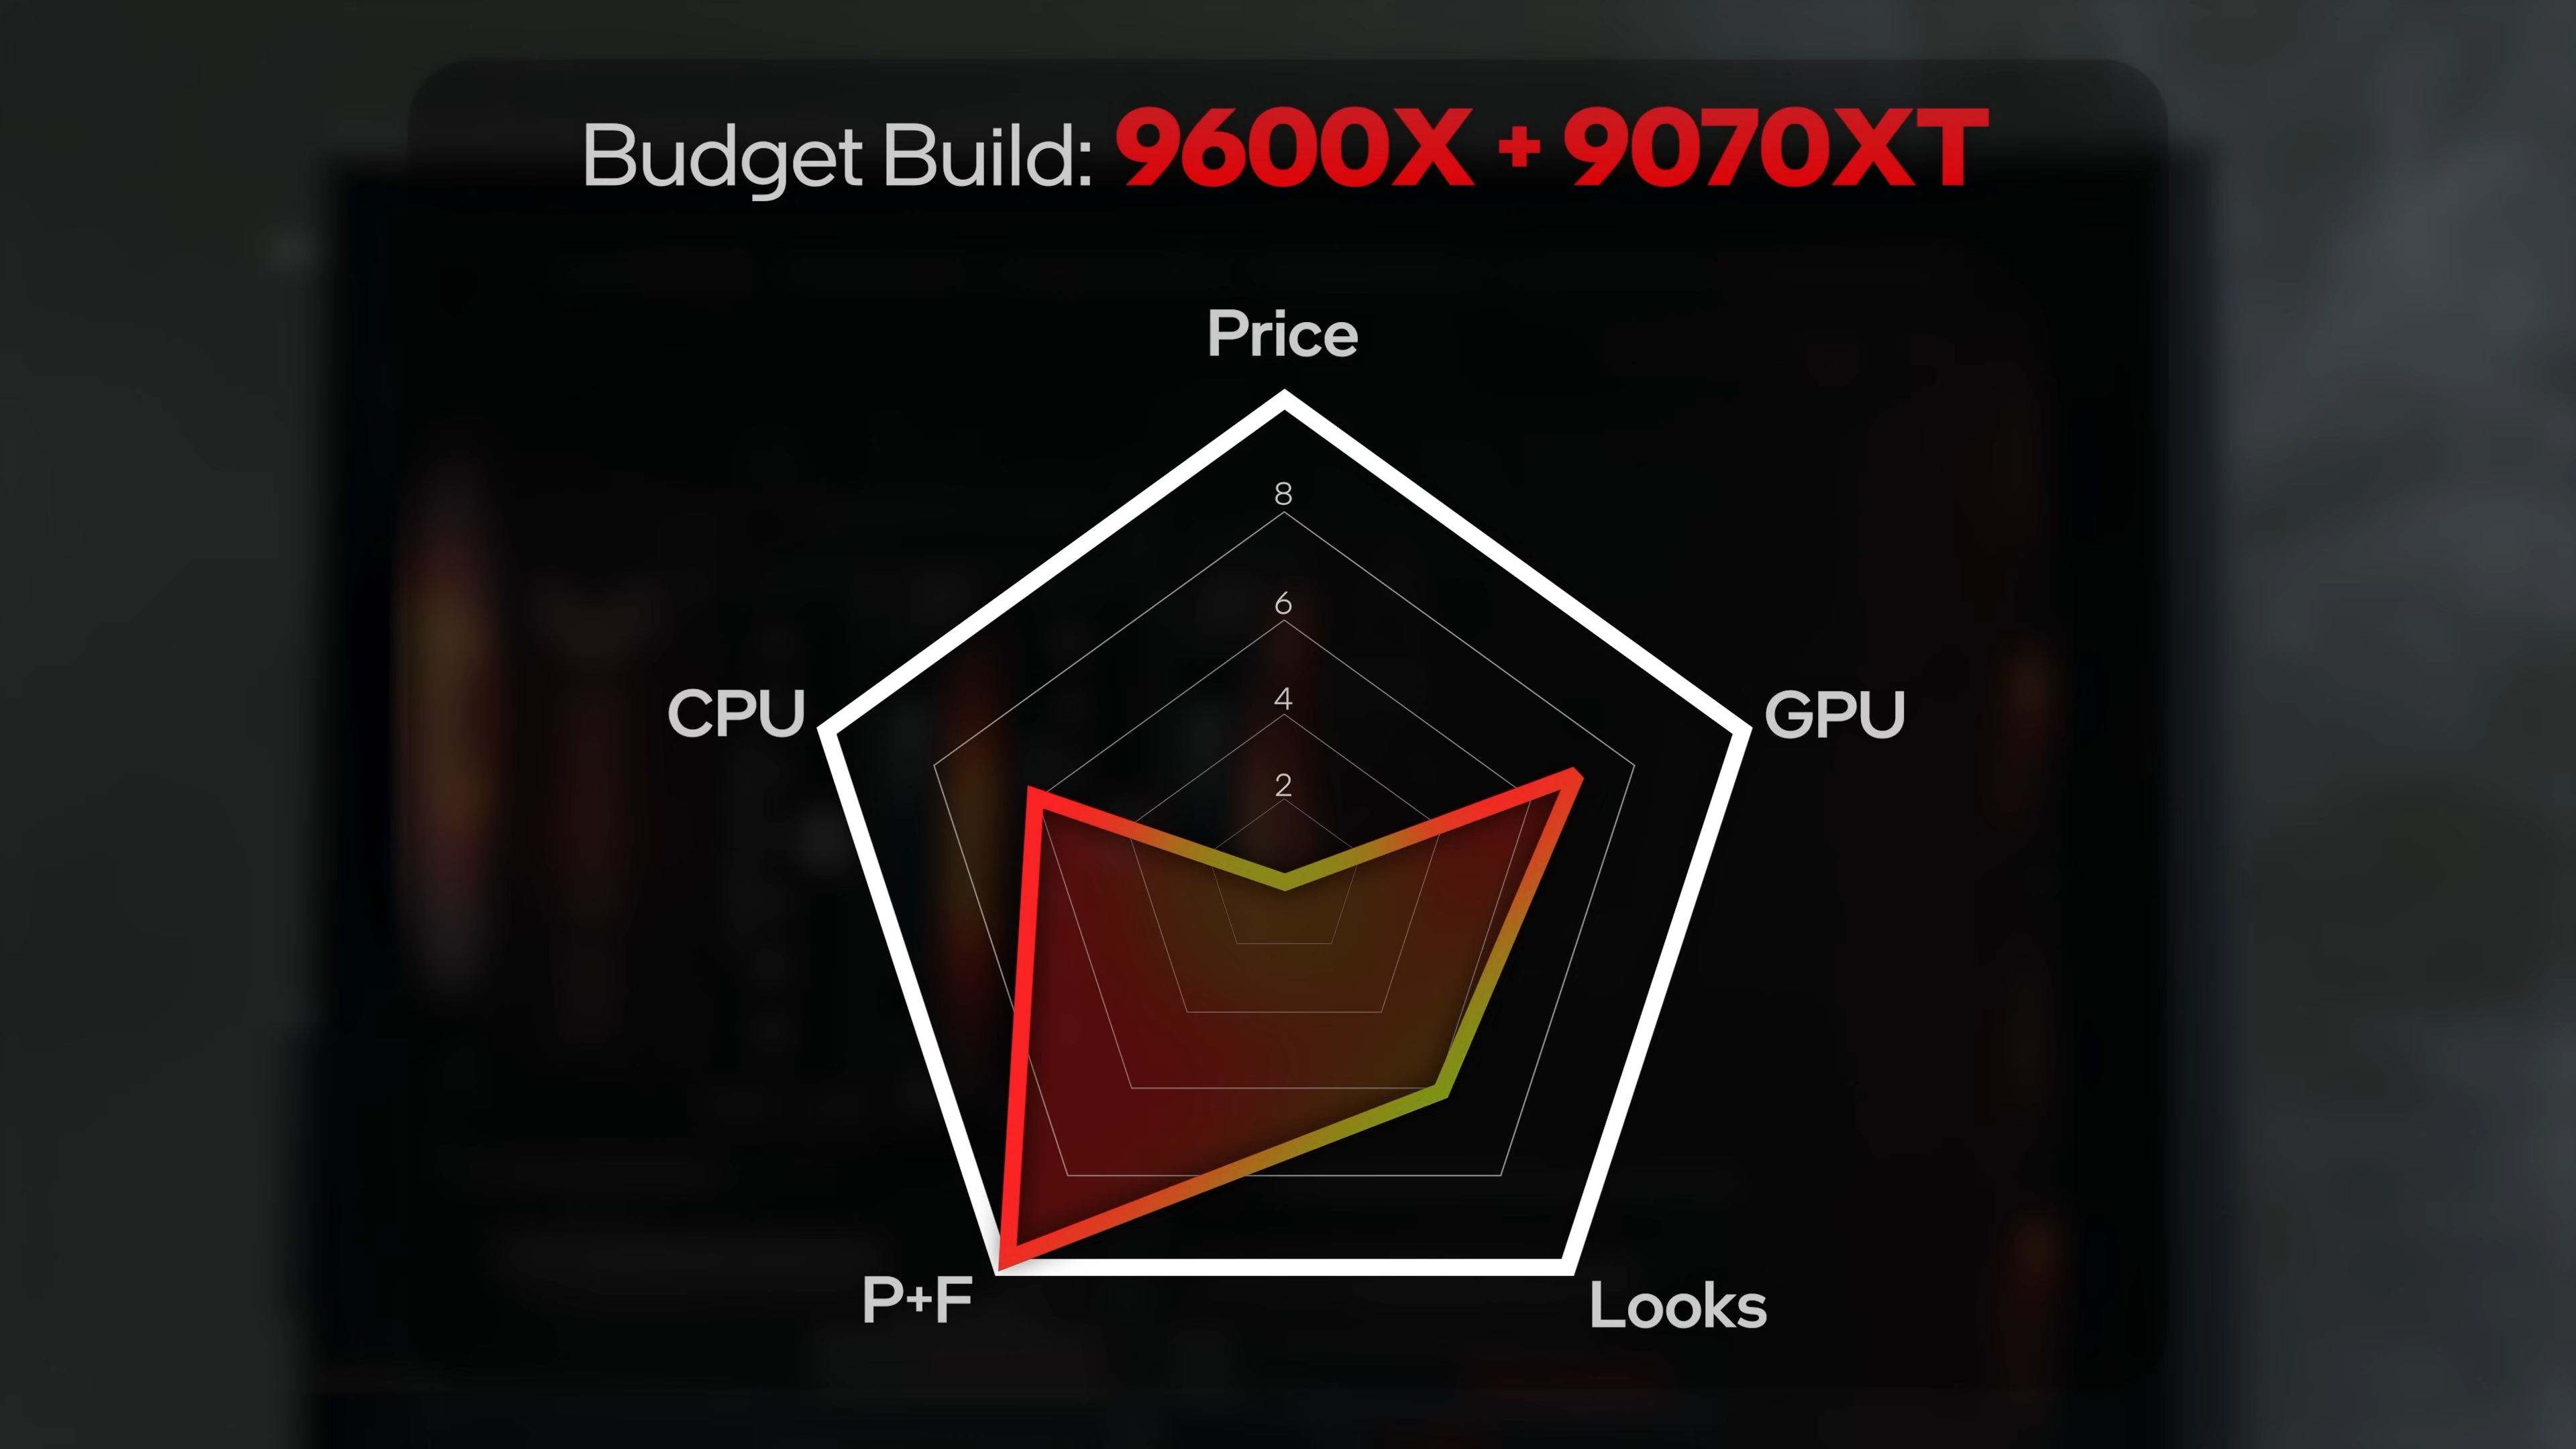 Budget Build: 9600X + 9070XT
Price
8
6
4
2
CPU
GPU
P+F
Looks